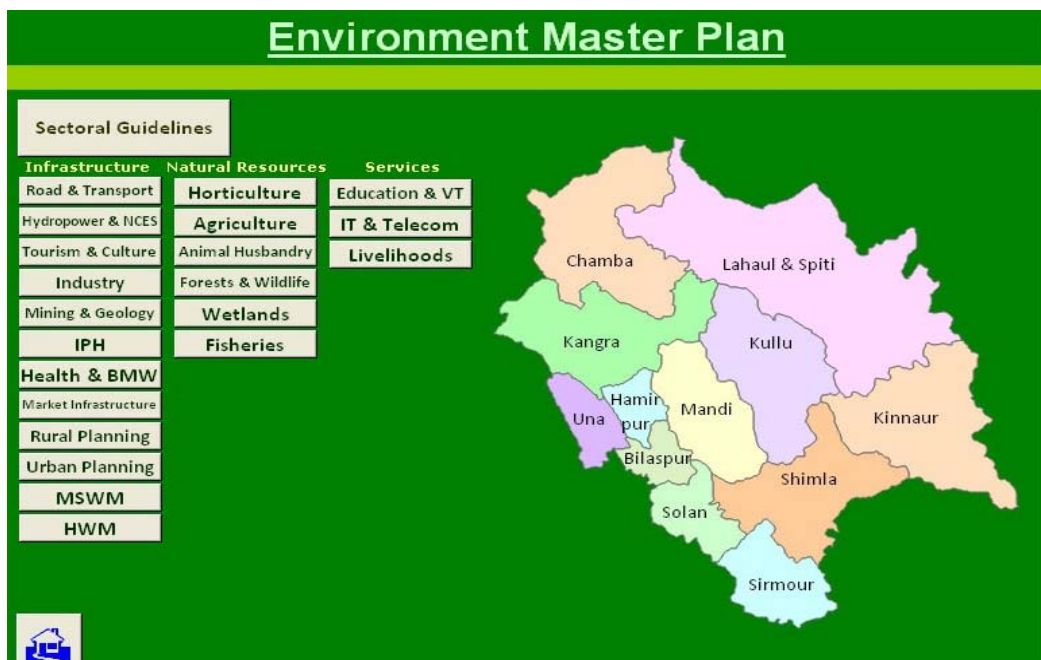 Environment Master Plan
Sectoral Guidelines
Infrastructure
Road & Transport
Hydropower & NCES
Tourism & Culture
Industry
Mining & Geology
IPH
Health & BMW
Market Infrastructure
Rural Planning
Urban Planning
MSWM
HWM
Natural Resources
Horticulture
Agriculture
Animal Husbandry
Forests & Wildlife
Wetlands
Fisheries
Services
Education & VT
IT & Telecom
Livelihoods
Chamba
Lahaul & Spiti
Kangra
Kullu
Hamir
pur
Una
Mandi
Kinnaur
Bilaspur
Shimla
Solan
Sirmour